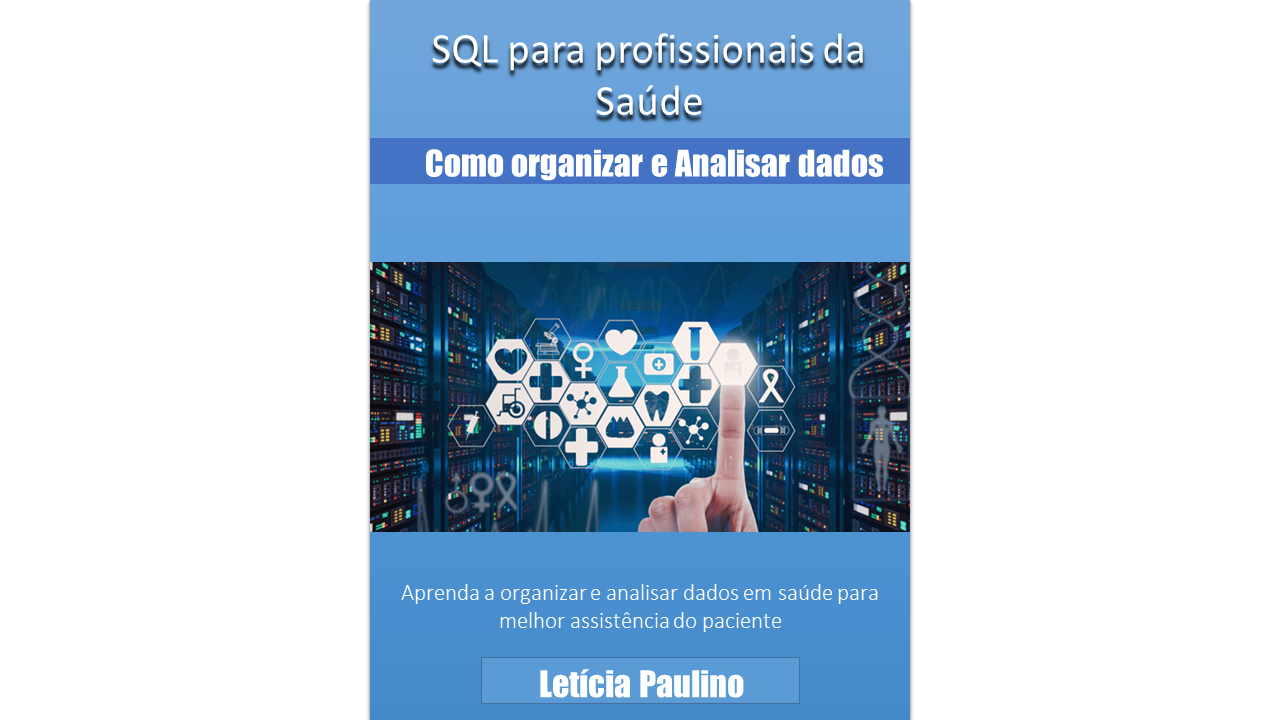 SQL para profissionais da
Saúde
Como organizar e Analisar dados
Aprenda a organizar e analisar dados em saúde para
melhor assistência do paciente
Letícia Paulino